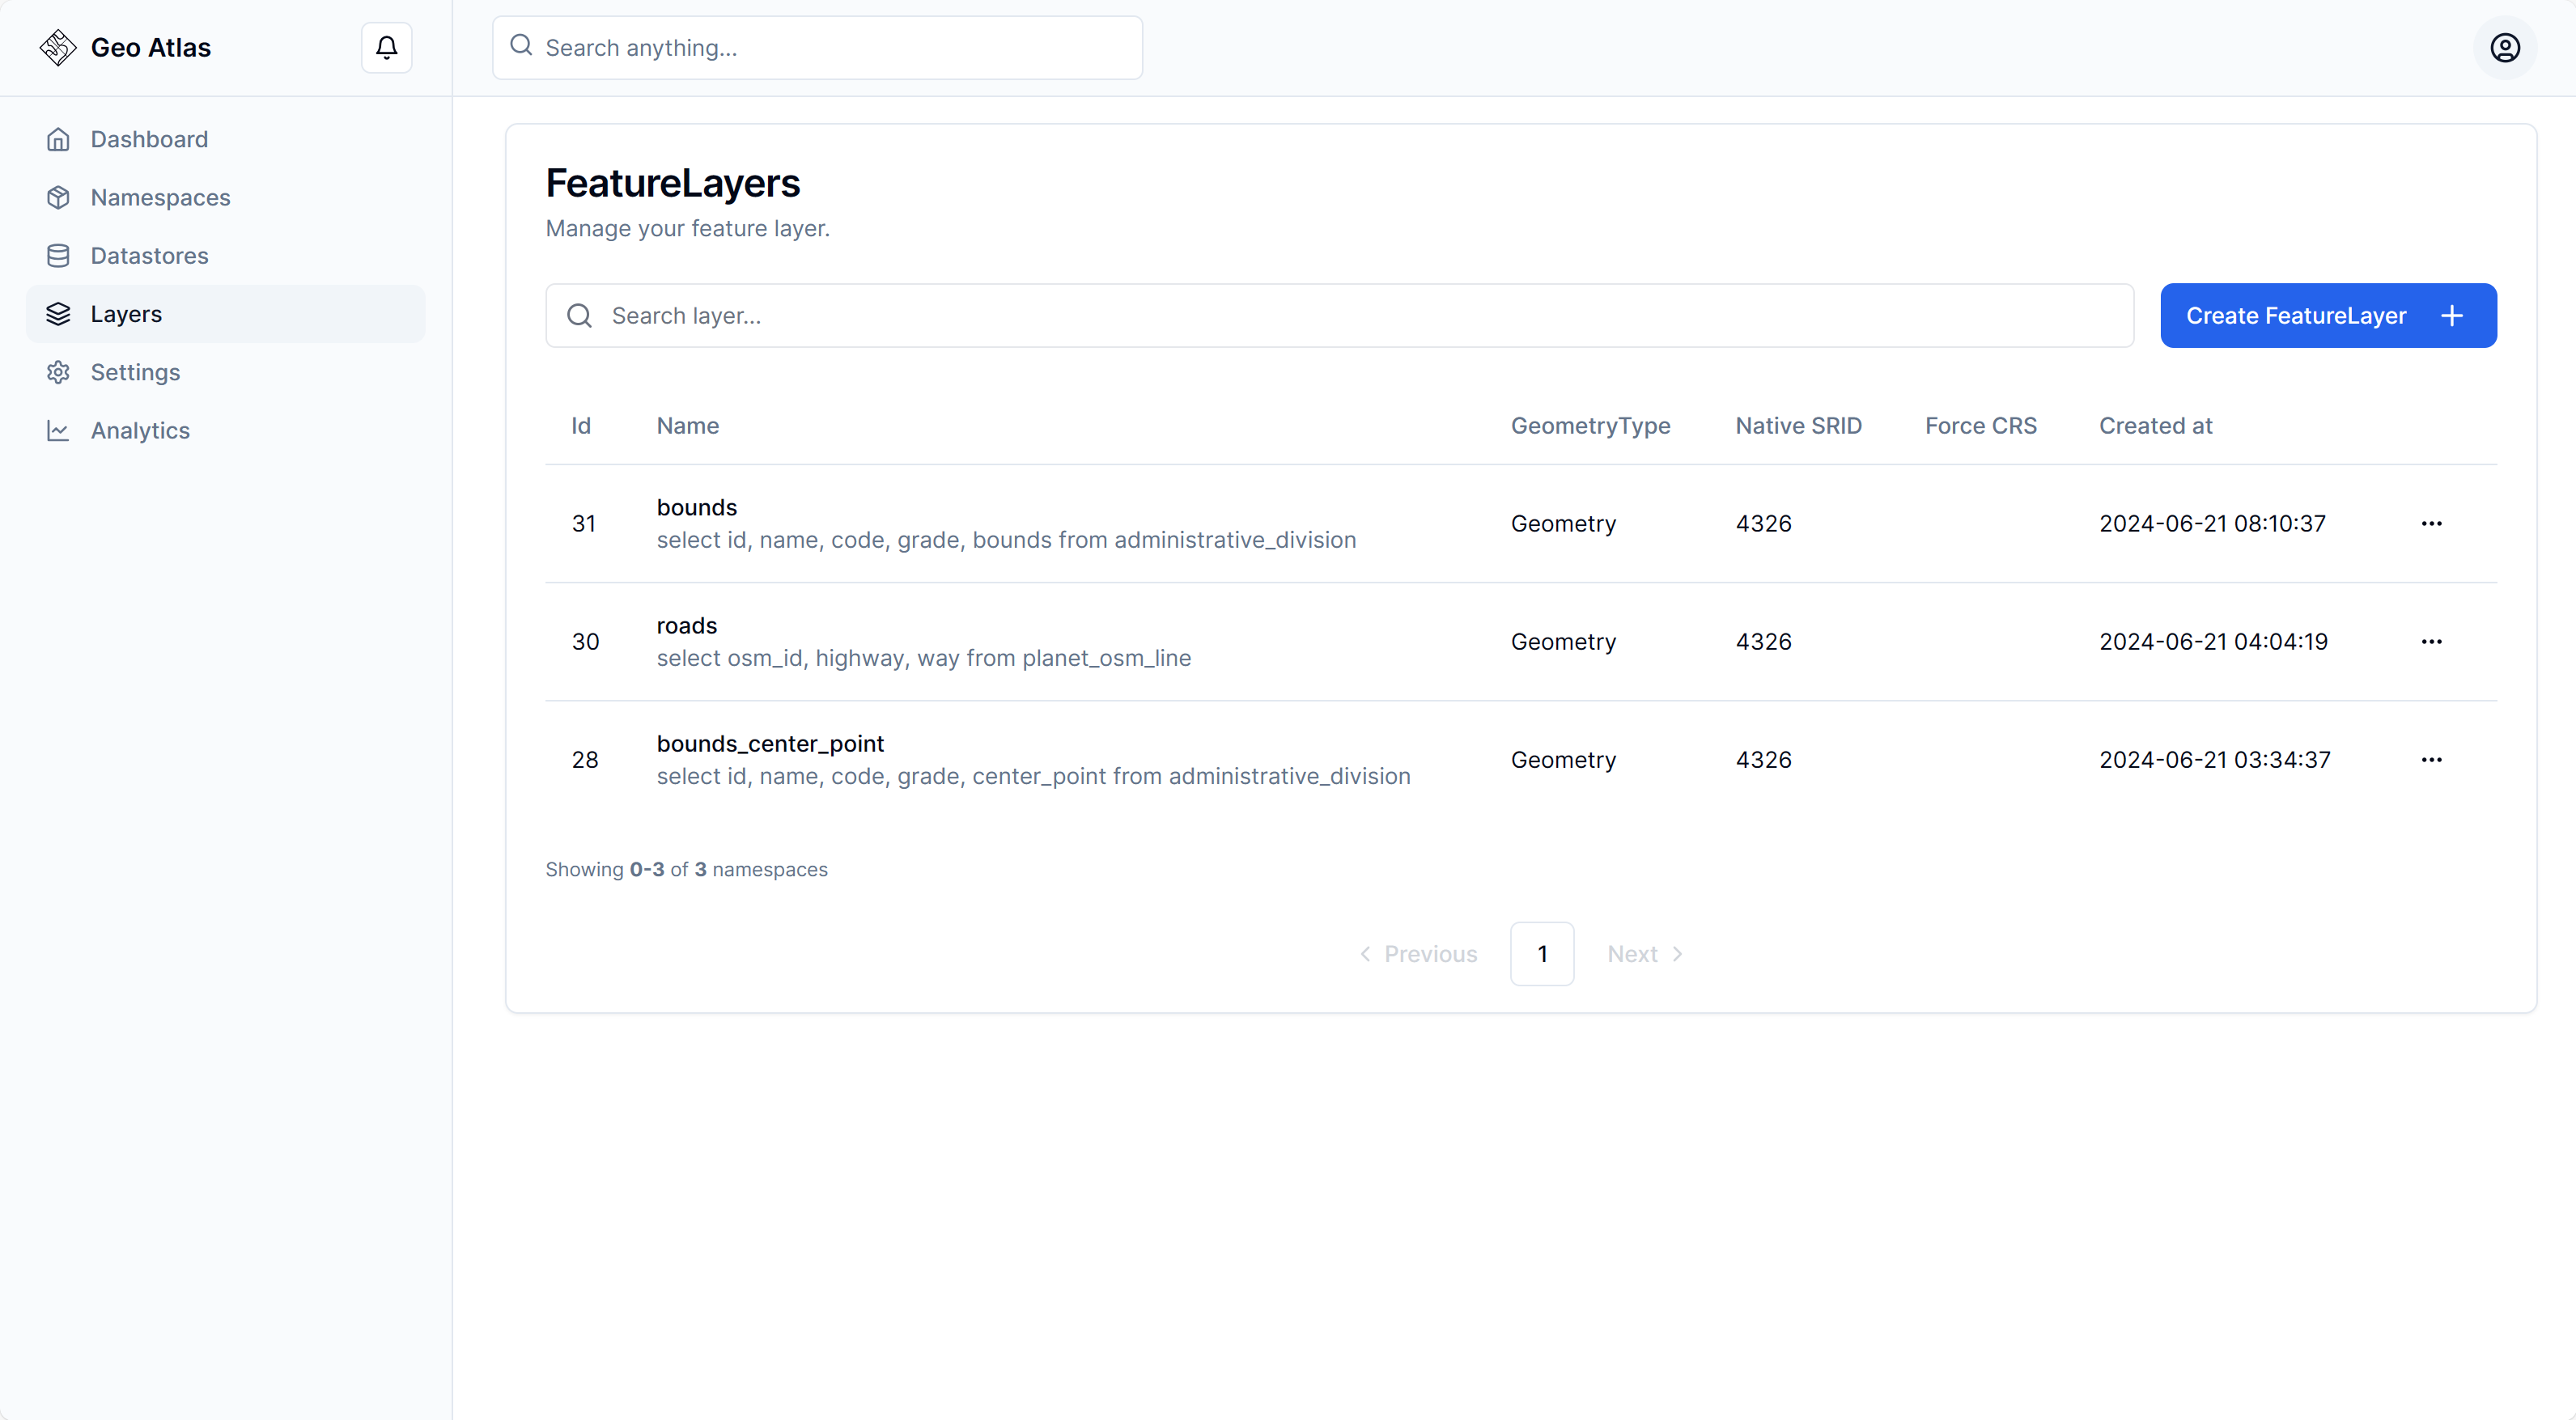 Geo Atlas
Search anything...
Dashboard
Namespaces
Datastores
Layers
Settings
Analytics
FeatureLayers
Manage your feature layer.
Search layer...
Create FeatureLayer
Id Name GeometryType Native SRID Force CRS Created at
31 bounds Geometry 4326 2024-06-21 08:10:37
select id, name, code, grade, bounds from administrative_division
30 roads Geometry 4326 2024-06-21 04:04:19
select osm_id, highway, way from planet_osm_line
28 bounds_center_point Geometry 4326 2024-06-21 03:34:37
select id, name, code, grade, center_point from administrative_division
Showing 0-3 of 3 namespaces
Previous 1 Next